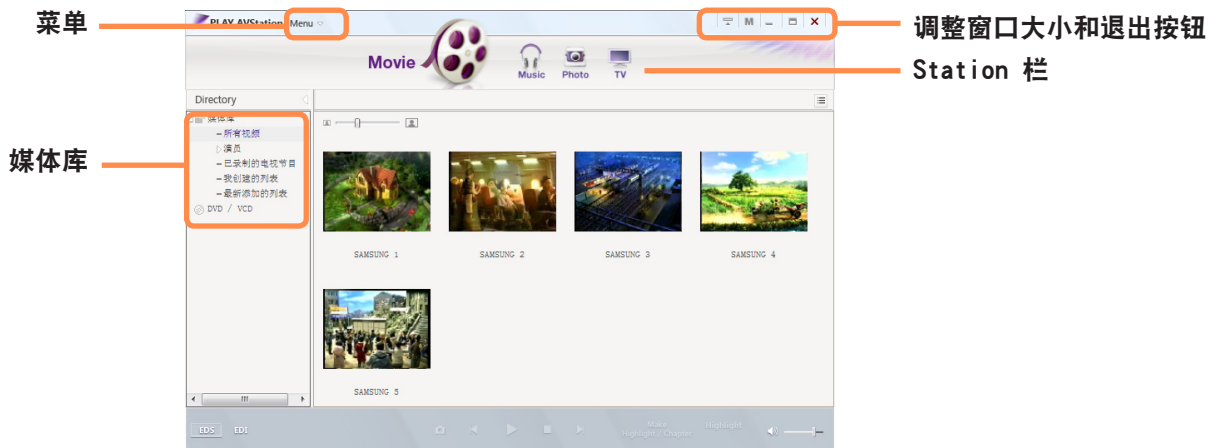 菜单
PLAY AVStation Menu
M
调整窗口大小和退出按钮
Movie
Music
Photo
TV
Station 栏
Directory
媒体库
媒体库
所有视频
演员
已录制的电视节目
我创建的列表
最新添加的列表
DVD / VCD
SAMSUNG 1
SAMSUNG 2
SAMSUNG 3
SAMSUNG 4
SAMSUNG 5
EDS
EDI
Make
Highlight / Chapter
Highlight